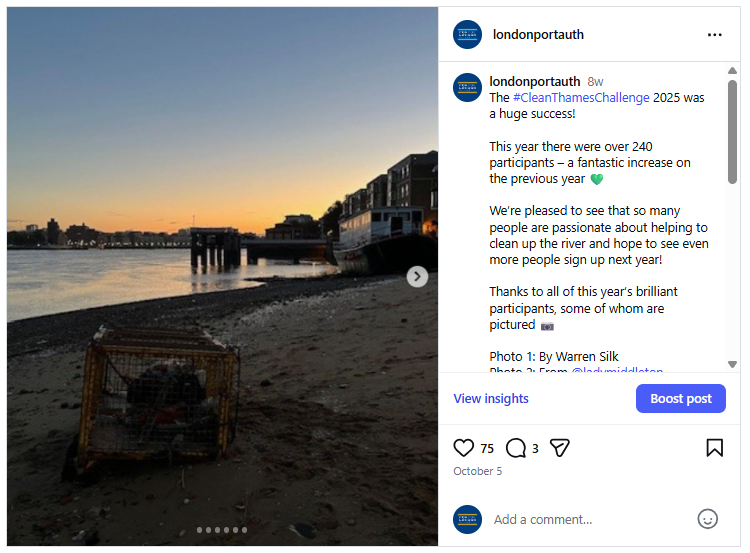 londonportauth
londonportauth 8w
The #CleanThamesChallenge 2025 was
a huge success!
This year there were over 240
participants – a fantastic increase on
the previous year 💚
We're pleased to see that so many
people are passionate about helping to
clean up the river and hope to see even
more people sign up next year!
Thanks to all of this year's brilliant
participants, some of whom are
pictured 📷
Photo 1: By Warren Silk
Photo 2: From @ladymiddleton
View insights
Boost post
75
3
October 5
Add a comment...